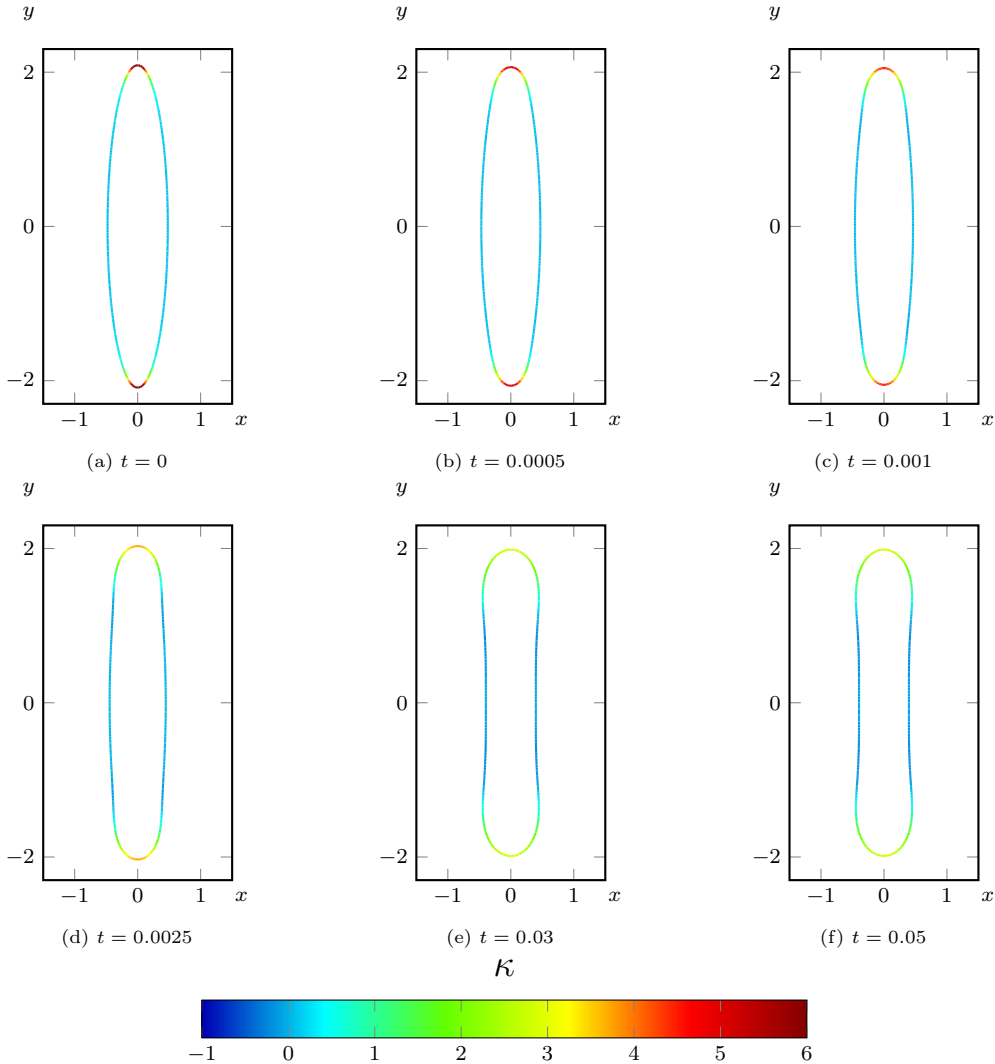 y y y
2 2 2
0 0 0
−2 −2 −2
−1 0 1 x −1 0 1 x −1 0 1 x
(a) t = 0 (b) t = 0.0005 (c) t = 0.001
y y y
2 2 2
0 0 0
−2 −2 −2
−1 0 1 x −1 0 1 x −1 0 1 x
(d) t = 0.0025 (e) t = 0.03 (f) t = 0.05
κ
−1 0 1 2 3 4 5 6